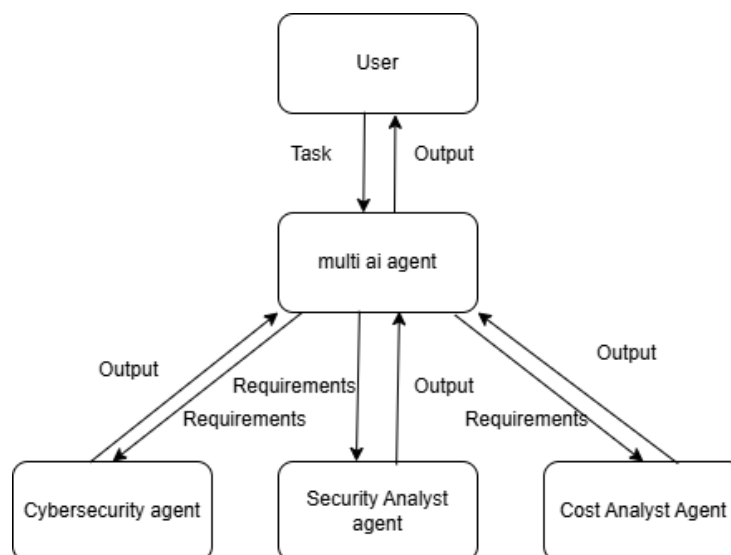 User
Task
Output
multi ai agent
Output
Requirements
Requirements
Output
Output
Requirements
Cybersecurity agent
Security Analyst
agent
Cost Analyst Agent